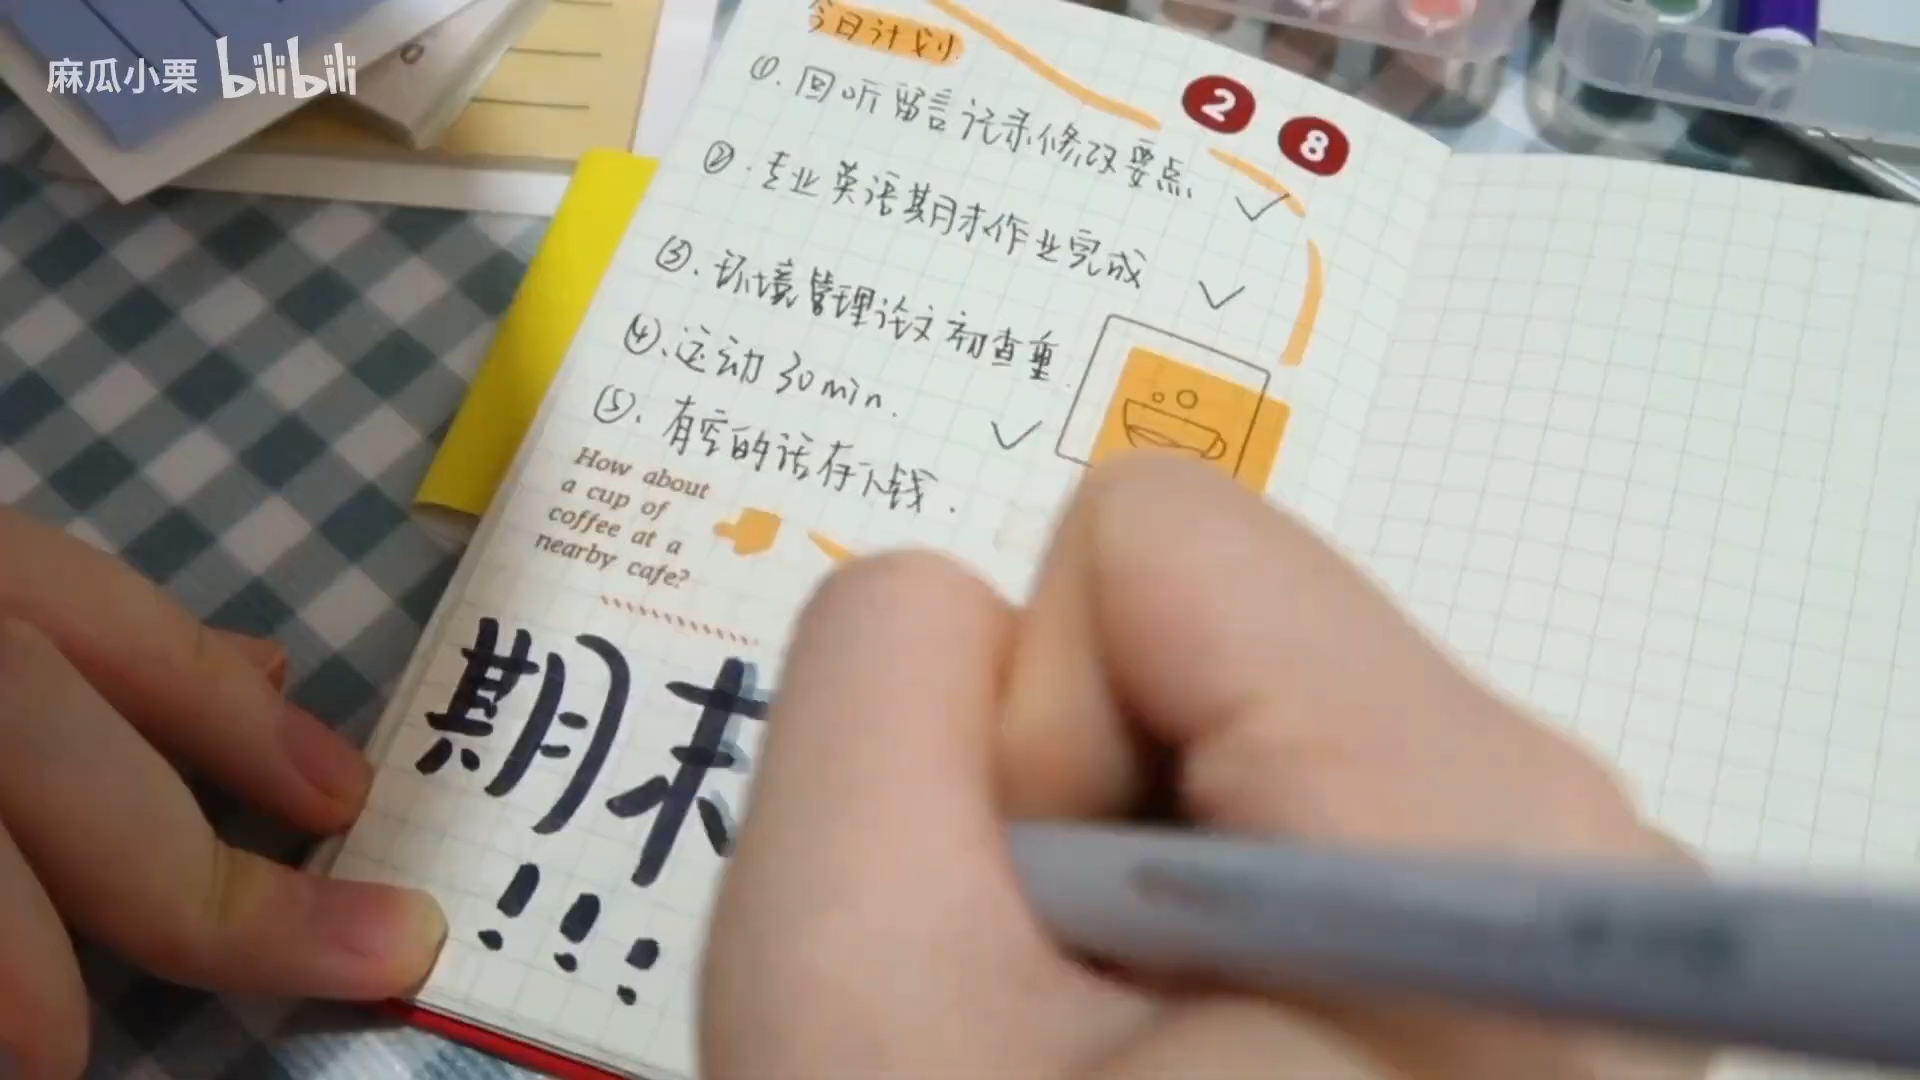 麻瓜小栗 bilibili
今日计划
2 8
①.回听留言记录修改要点
②.专业英语期末作业完成
③.环境管理论文初查重.
④.运动30min.
⑤.有空的话存个钱.
How about
a cup of
coffee at a
nearby cafe?
期末
!!!